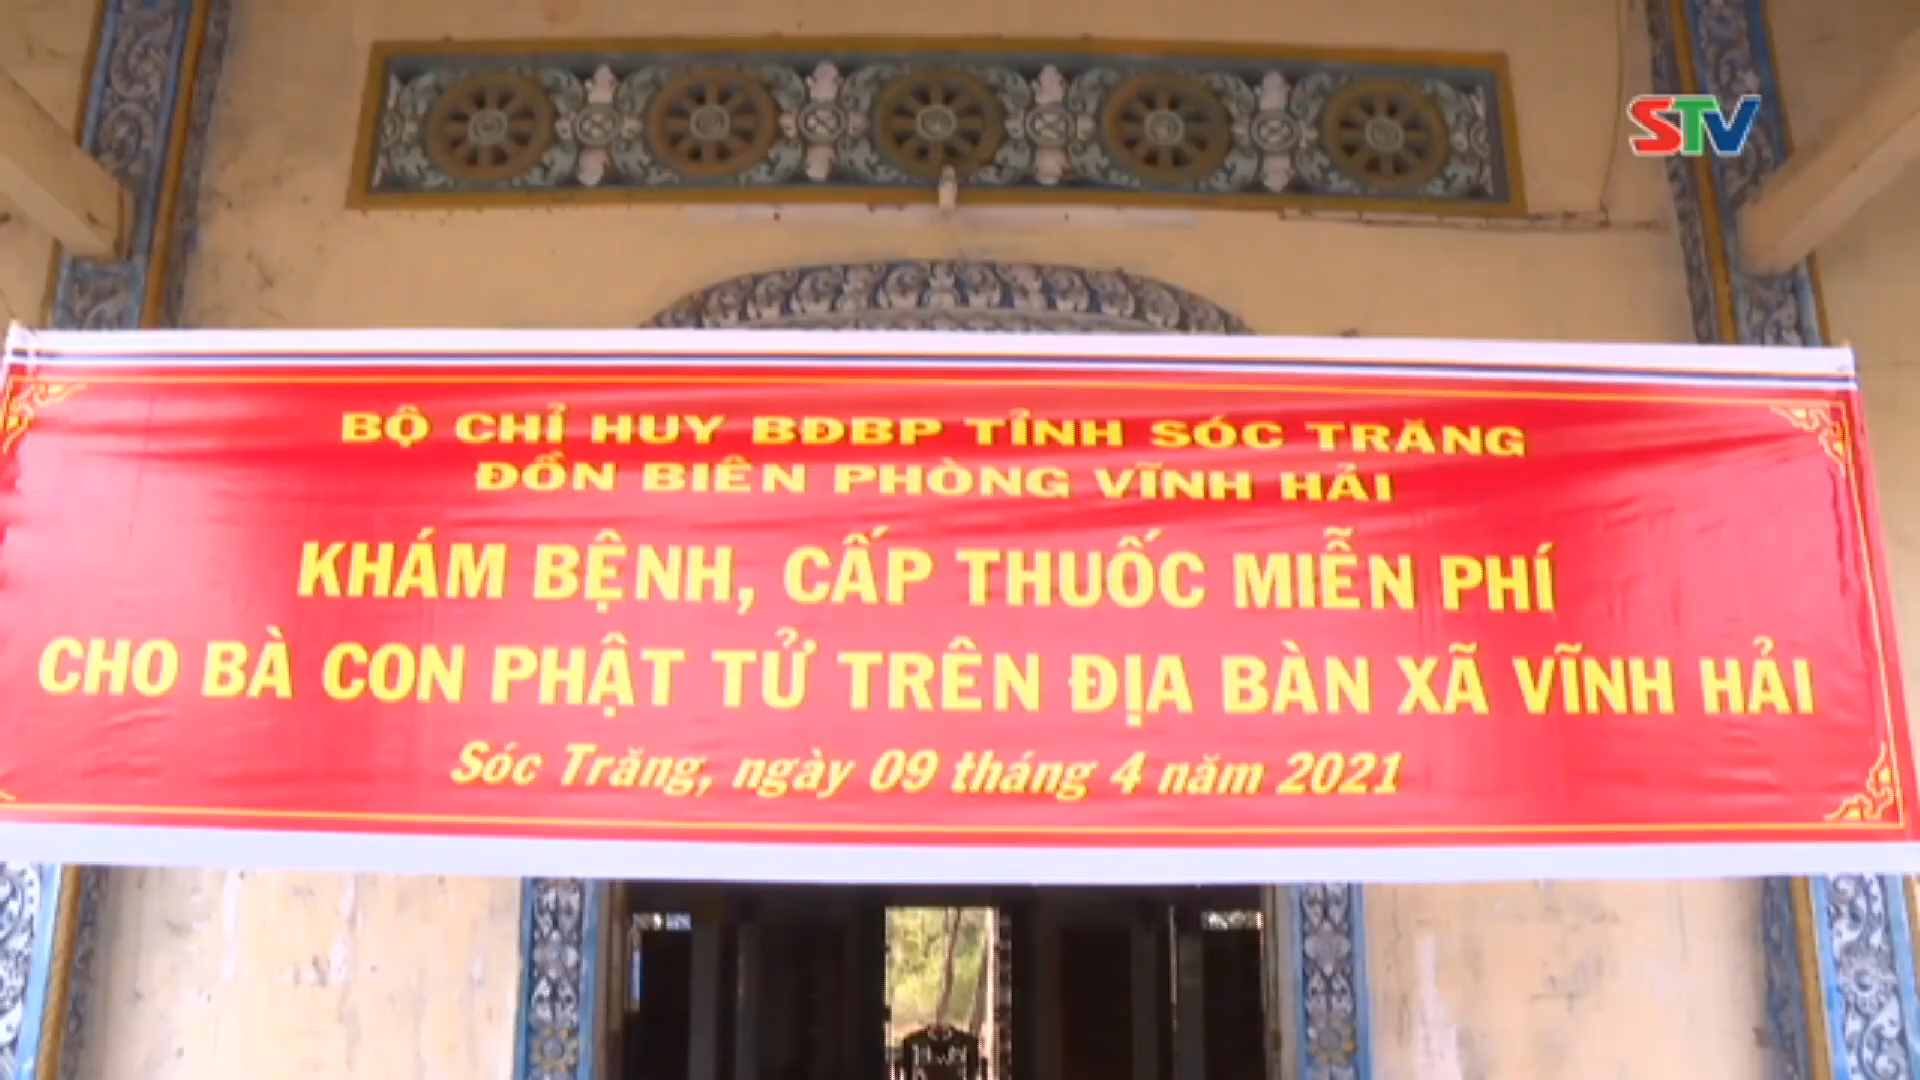 STV
BỘ CHỈ HUY BĐBP TỈNH SÓC TRĂNG
ĐỒN BIÊN PHÒNG VĨNH HẢI
KHÁM BỆNH, CẤP THUỐC MIỄN PHÍ
CHO BÀ CON PHẬT TỬ TRÊN ĐỊA BÀN XÃ VĨNH HẢI
Sóc Trăng, ngày 09 tháng 4 năm 2021